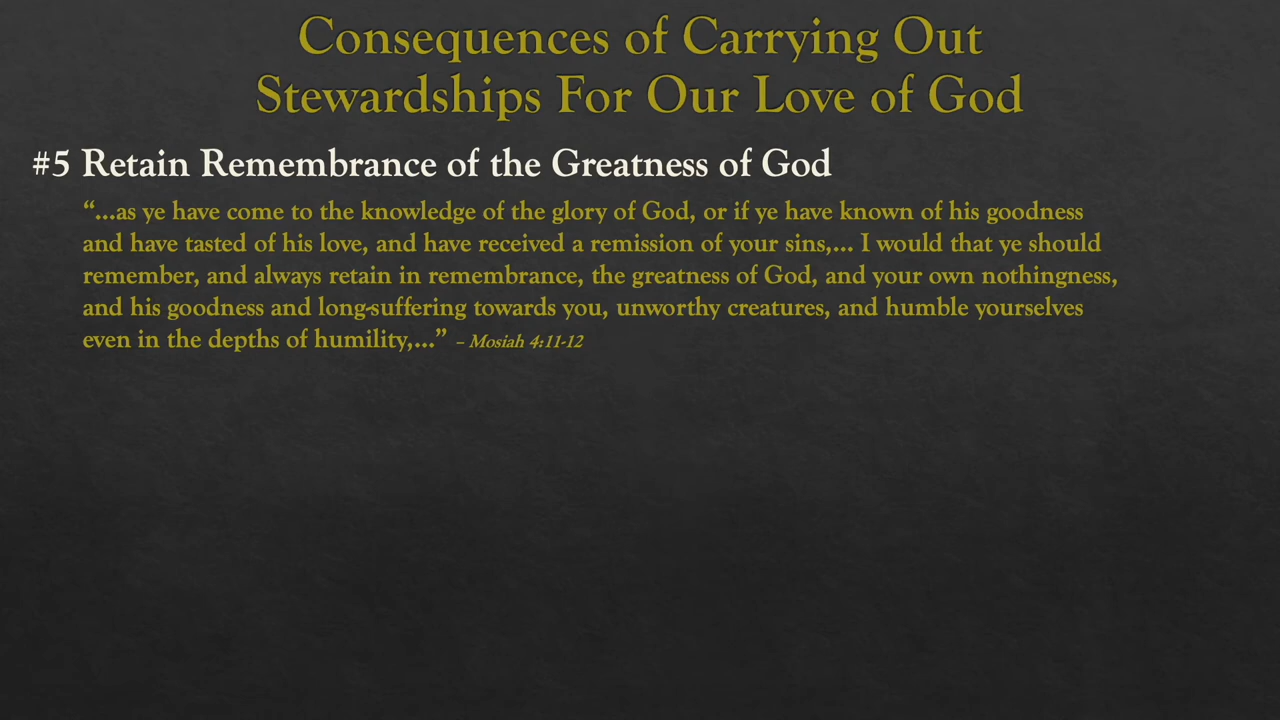 Consequences of Carrying Out
Stewardships For Our Love of God
#5 Retain Remembrance of the Greatness of God
“…as ye have come to the knowledge of the glory of God, or if ye have known of his goodness
and have tasted of his love, and have received a remission of your sins,… I would that ye should
remember, and always retain in remembrance, the greatness of God, and your own nothingness,
and his goodness and long-suffering towards you, unworthy creatures, and humble yourselves
even in the depths of humility,…” – Mosiah 4:11-12